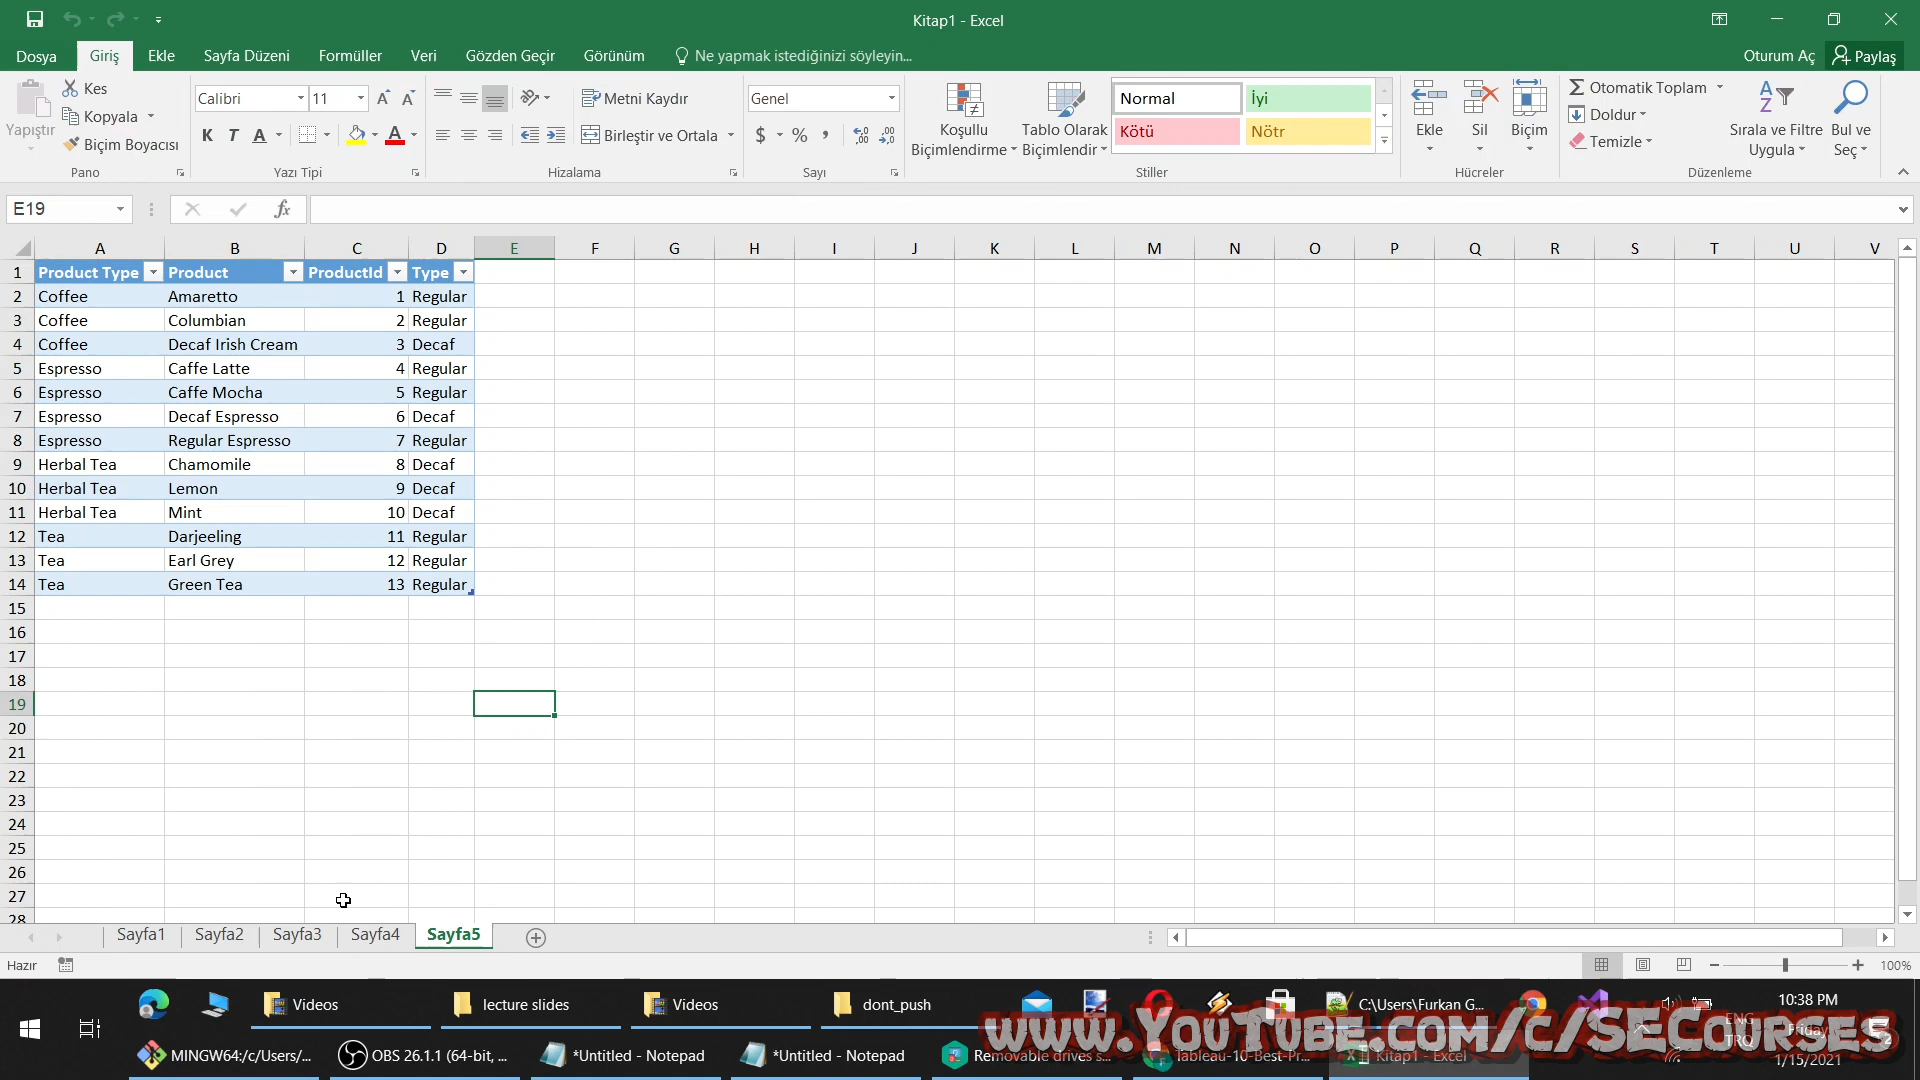 Kitap1 - Excel
Dosya Giriş Ekle Sayfa Düzeni Formüller Veri Gözden Geçir Görünüm Ne yapmak istediğinizi söyleyin... Oturum Aç Paylaş
Yapıştır
Kes
Kopyala
Biçim Boyacısı
Pano
Calibri 11
K T A
Yazı Tipi
Metni Kaydır
Birleştir ve Ortala
Hizalama
Genel
$ % ,
Sayı
Koşullu
Biçimlendirme
Tablo Olarak
Biçimlendir
Normal İyi
Kötü Nötr
Stiller
Ekle Sil Biçim
Hücreler
Otomatik Toplam
Doldur
Temizle
Sırala ve Filtre
Uygula
Bul ve
Seç
Düzenleme
E19 fx
A B C D E F G H I J K L M N O P Q R S T U V
1 Product Type Product ProductId Type
2 Coffee Amaretto 1 Regular
3 Coffee Columbian 2 Regular
4 Coffee Decaf Irish Cream 3 Decaf
5 Espresso Caffe Latte 4 Regular
6 Espresso Caffe Mocha 5 Regular
7 Espresso Decaf Espresso 6 Decaf
8 Espresso Regular Espresso 7 Regular
9 Herbal Tea Chamomile 8 Decaf
10 Herbal Tea Lemon 9 Decaf
11 Herbal Tea Mint 10 Decaf
12 Tea Darjeeling 11 Regular
13 Tea Earl Grey 12 Regular
14 Tea Green Tea 13 Regular
15
16
17
18
19
20
21
22
23
24
25
26
27
28
Sayfa1 Sayfa2 Sayfa3 Sayfa4 Sayfa5
Hazır 100%
Videos lecture slides Videos dont_push C:\Users\Furkan G... 10:38 PM
ENG Friday
TRQ
www.YouTube.com/c/SECourses
MINGW64:/c/Users/... OBS 26.1.1 (64-bit, ... *Untitled - Notepad *Untitled - Notepad Removable drives s... Tableau-10-Best-Pr... Kitap1 - Excel 1/15/2021